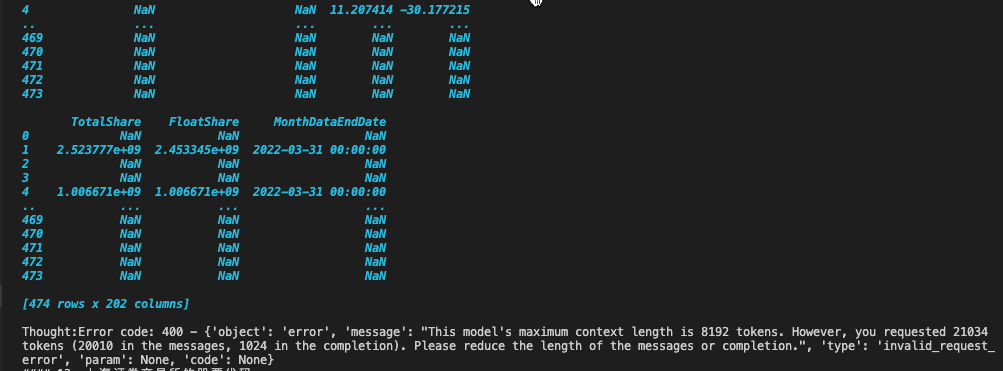 4 NaN NaN 11.207414 -30.177215
.. ... ... ... ...
469 NaN NaN NaN NaN
470 NaN NaN NaN NaN
471 NaN NaN NaN NaN
472 NaN NaN NaN NaN
473 NaN NaN NaN NaN
TotalShare FloatShare MonthDataEndDate
0 NaN NaN NaN
1 2.523777e+09 2.453345e+09 2022-03-31 00:00:00
2 NaN NaN NaN
3 NaN NaN NaN
4 1.006671e+09 1.006671e+09 2022-03-31 00:00:00
.. ... ... ...
469 NaN NaN NaN
470 NaN NaN NaN
471 NaN NaN NaN
472 NaN NaN NaN
473 NaN NaN NaN
[474 rows x 202 columns]
Thought:Error code: 400 - {'object': 'error', 'message': "This model's maximum context length is 8192 tokens. However, you requested 21034
tokens (20010 in the messages, 1024 in the completion). Please reduce the length of the messages or completion.", 'type': 'invalid_request_
error', 'param': None, 'code': None}